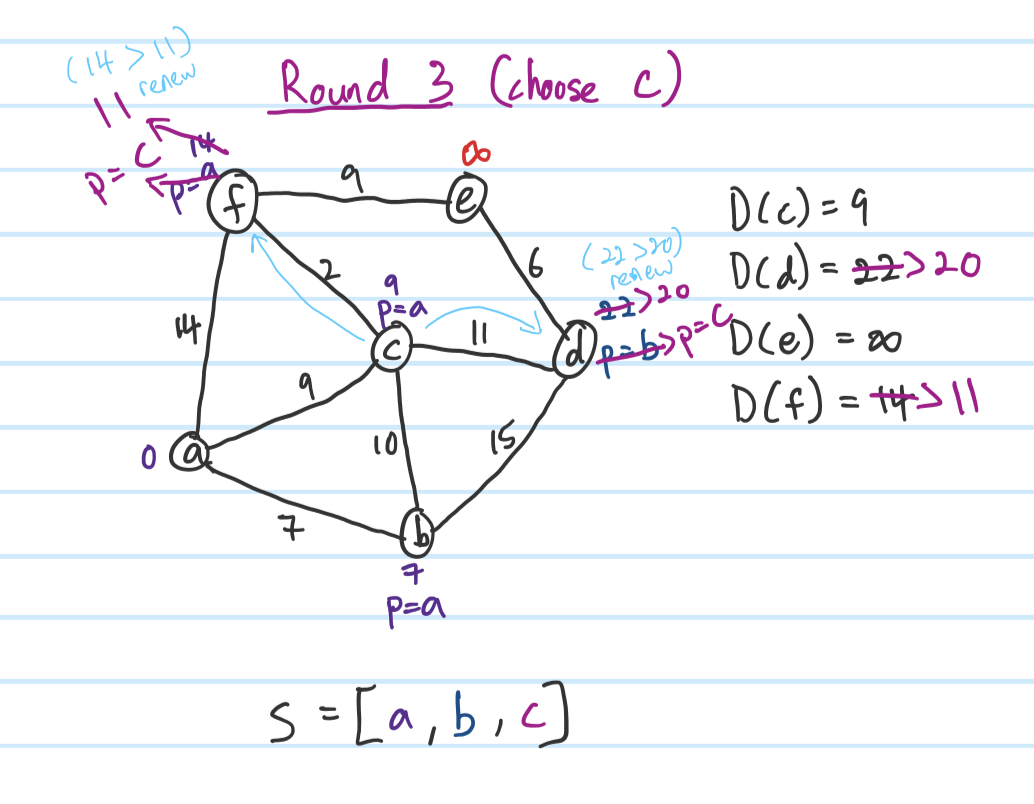 (14 > 11)
renew
Round 3 (choose c)
11
14
p= c
p=a
f
9
∞
e
D(c) = 9
D(d) = 22 > 20
D(e) = ∞
D(f) = 14 > 11
2
6
(22 >20)
renew
22 > 20
p=b > p=c
9
p=a
c
11
d
14
9
10
15
0
a
7
b
7
p=a
S = [a, b, c]